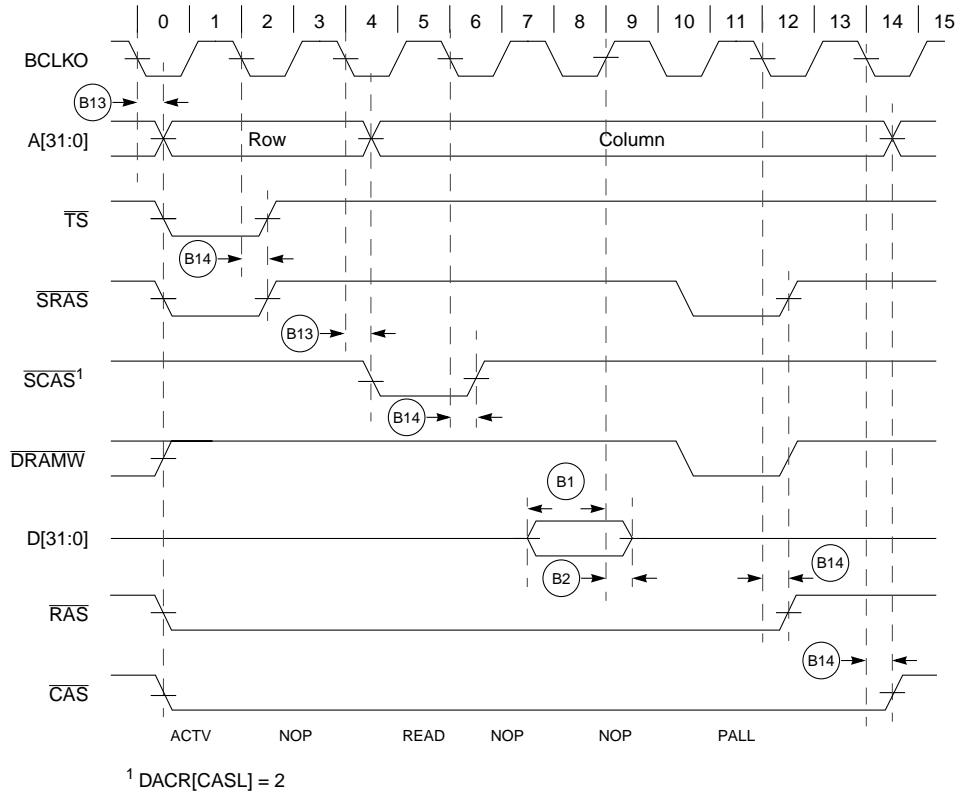 0 1 2 3 4 5 6 7 8 9 10 11 12 13 14 15
BCLKO
B13
A[31:0] Row Column
TS
B14
SRAS
B13
SCAS1
B14
DRAMW
B1
D[31:0]
B2 B14
RAS
B14
CAS
ACTV NOP READ NOP NOP PALL
1 DACR[CASL] = 2